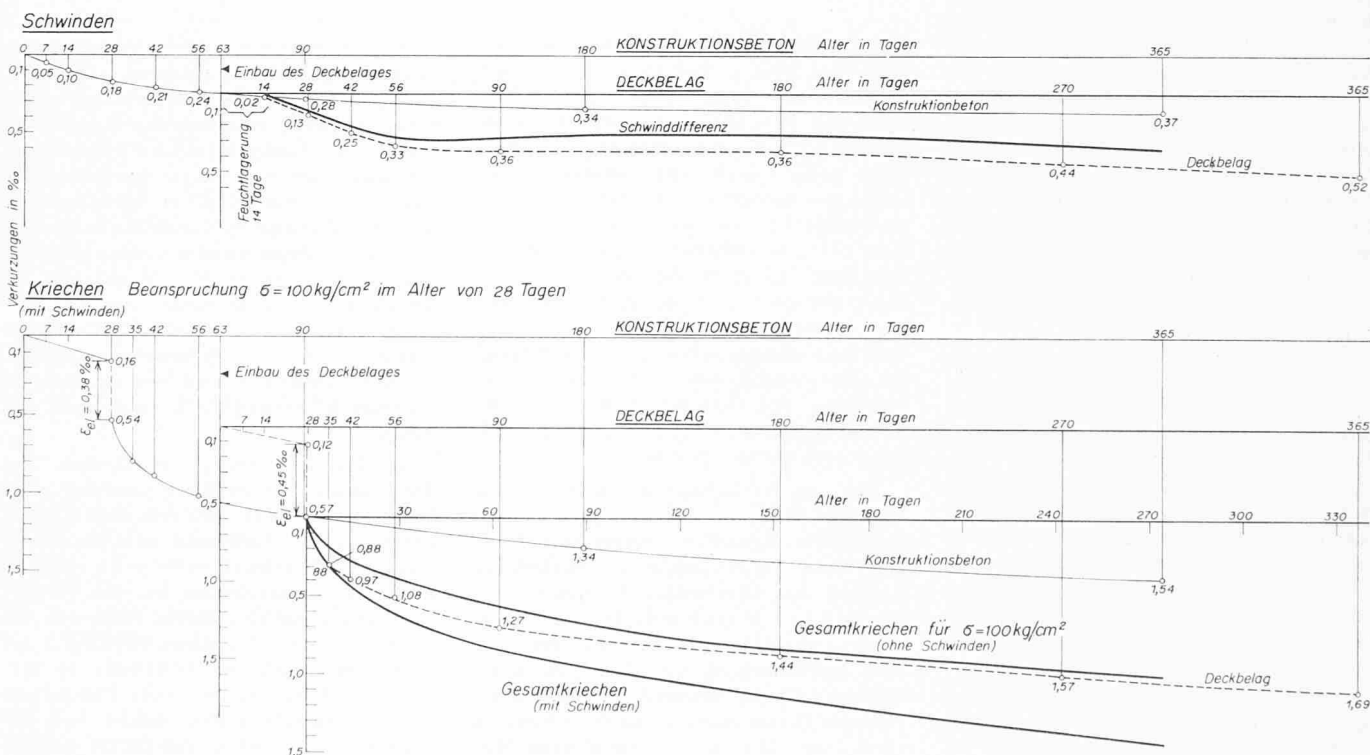 Schwinden
0 7 14 28 42 56 63 90 180 365
KONSTRUKTIONSBETON Alter in Tagen
0,1
0,5
0,05
0,10
0,18
0,21
0,24
◄ Einbau des Deckbelages
DECKBELAG Alter in Tagen
14 28 42 56 90 180 270 365
0,1
0,5
0,02
0,28
0,13
0,25
0,33
0,36
0,34
0,36
0,37
0,44
0,52
Konstruktionbeton
Schwinddifferenz
Deckbelag
Feuchtlagerung
14 Tage
Verkürzungen in ‰
Kriechen Beanspruchung σ = 100 kg/cm² im Alter von 28 Tagen
(mit Schwinden)
0 7 14 28 35 42 56 63 90 180 365
KONSTRUKTIONSBETON Alter in Tagen
0,1
0,5
1,0
1,5
0,16
0,54
εel = 0,38 ‰
◄ Einbau des Deckbelages
DECKBELAG Alter in Tagen
7 14 28 35 42 56 90 180 270 365
0,1
0,5
1,0
1,5
0,12
0,57
εel = 0,45 ‰
Alter in Tagen
30 60 90 120 150 180 210 240 270 300 330
0,1
0,5
1,0
1,5
0,88
88
0,97
1,08
1,27
1,34
1,44
1,54
1,57
1,69
Konstruktionsbeton
Gesamtkriechen für σ = 100 kg/cm²
(ohne Schwinden)
Deckbelag
Gesamtkriechen
(mit Schwinden)